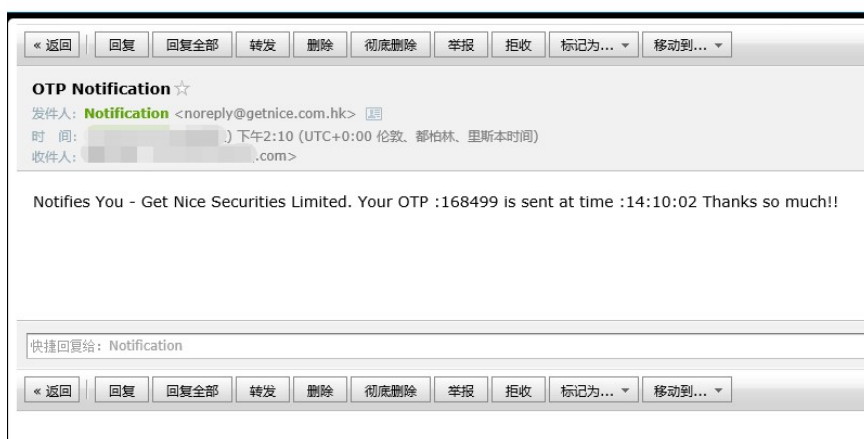 « 返回 回复 回复全部 转发 删除 彻底删除 举报 拒收 标记为... 移动到...
OTP Notification ☆
发件人: Notification <noreply@getnice.com.hk>
时 间: ) 下午2:10 (UTC+0:00 伦敦、都柏林、里斯本时间)
收件人: .com>
Notifies You - Get Nice Securities Limited. Your OTP :168499 is sent at time :14:10:02 Thanks so much!!
快捷回复给: Notification
« 返回 回复 回复全部 转发 删除 彻底删除 举报 拒收 标记为... 移动到...